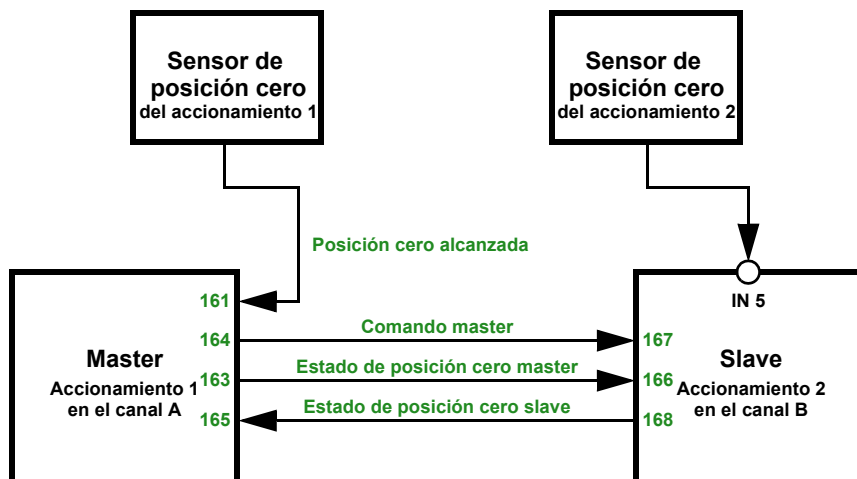 Sensor de
posición cero
del accionamiento 1
Sensor de
posición cero
del accionamiento 2
Posición cero alcanzada
161
IN 5
164
Comando master
167
Master
Slave
163
Estado de posición cero master
166
Accionamiento 1
en el canal A
Accionamiento 2
en el canal B
165
Estado de posición cero slave
168